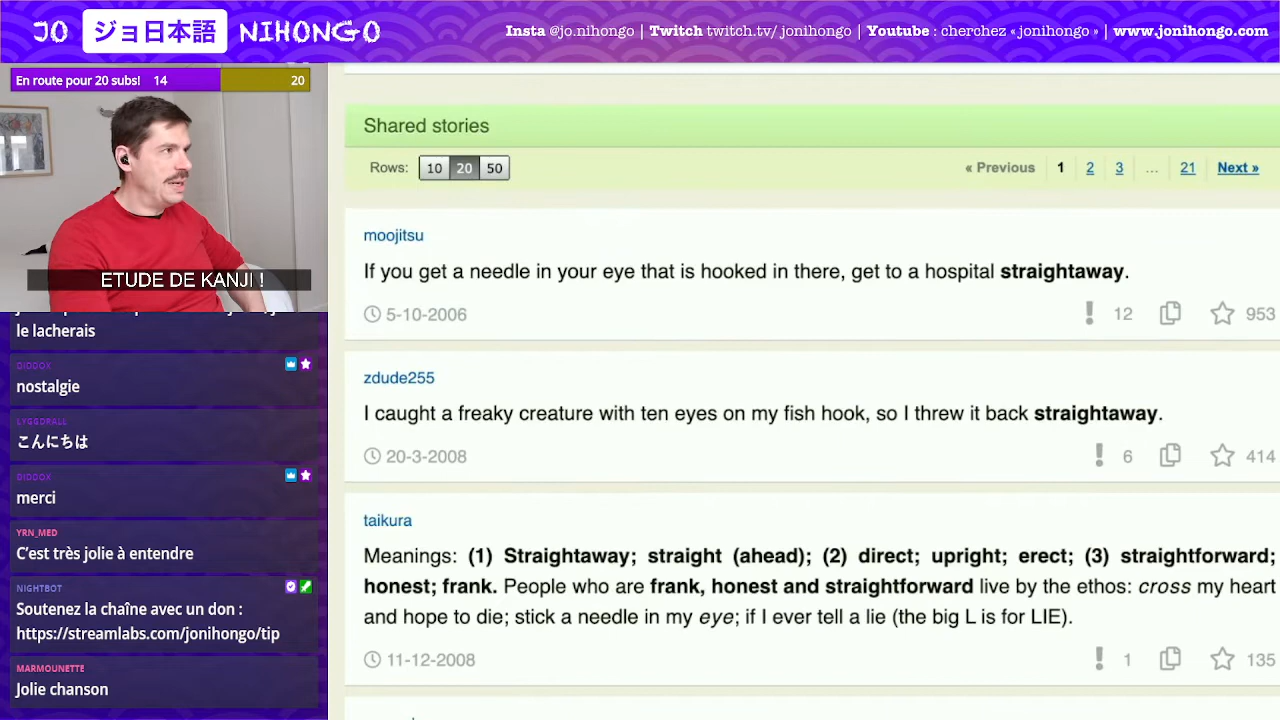 JO ジョ日本語 NIHONGO
Insta @jo.nihongo | Twitch twitch.tv/ jonihongo | Youtube : cherchez « jonihongo » | www.jonihongo.com
En route pour 20 subs! 14 20
ETUDE DE KANJI !
le lacherais
DIDDOX
nostalgie
LYGGDRALL
こんにちは
DIDDOX
merci
YRN_MED
C'est très jolie à entendre
NIGHTBOT
Soutenez la chaîne avec un don :
https://streamlabs.com/jonihongo/tip
MARMOUNETTE
Jolie chanson
Shared stories
Rows: 10 20 50
« Previous 1 2 3 ... 21 Next »
moojitsu
If you get a needle in your eye that is hooked in there, get to a hospital straightaway.
5-10-2006 12 953
zdude255
I caught a freaky creature with ten eyes on my fish hook, so I threw it back straightaway.
20-3-2008 6 414
taikura
Meanings: (1) Straightaway; straight (ahead); (2) direct; upright; erect; (3) straightforward;
honest; frank. People who are frank, honest and straightforward live by the ethos: cross my heart
and hope to die; stick a needle in my eye; if I ever tell a lie (the big L is for LIE).
11-12-2008 1 135